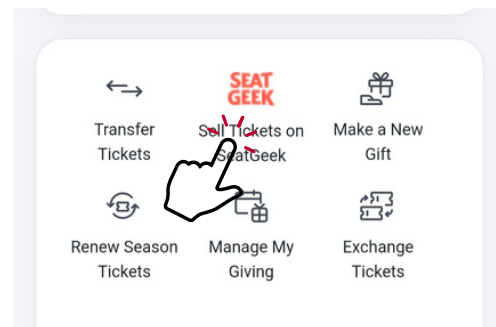 SEAT
GEEK
Transfer
Tickets
Sell Tickets on
SeatGeek
Make a New
Gift
Renew Season
Tickets
Manage My
Giving
Exchange
Tickets